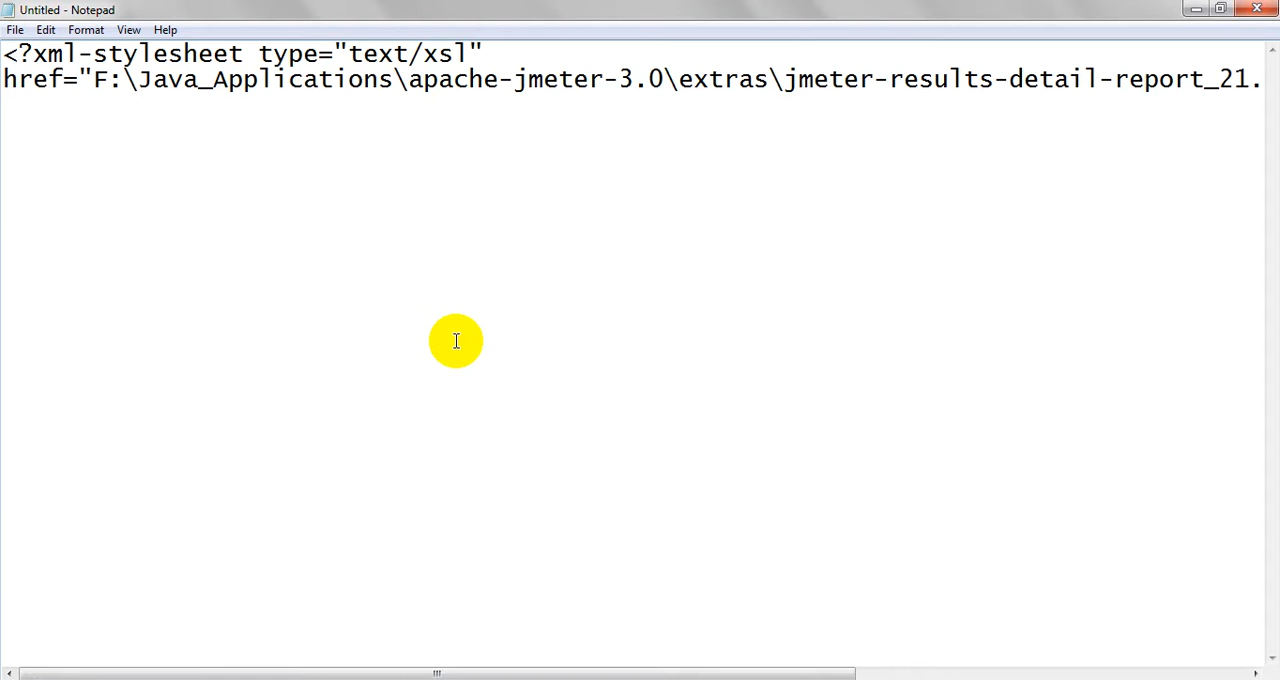 Untitled - Notepad
File Edit Format View Help
<?xml-stylesheet type="text/xsl"
href="F:\Java_Applications\apache-jmeter-3.0\extras\jmeter-results-detail-report_21.